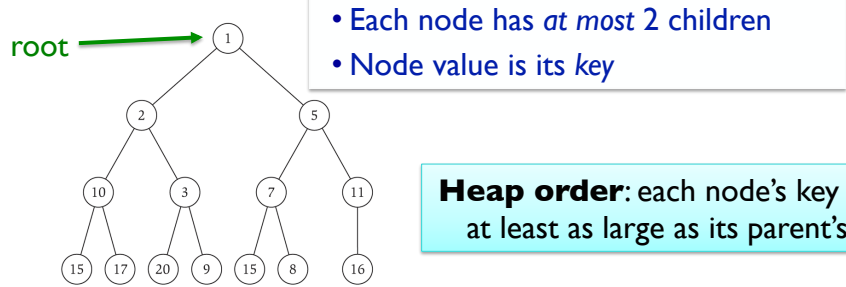 • Each node has at most 2 children
• Node value is its key
root
1
2 5
10 3 7 11
15 17 20 9 15 8 16
Heap order: each node's key
at least as large as its parent's